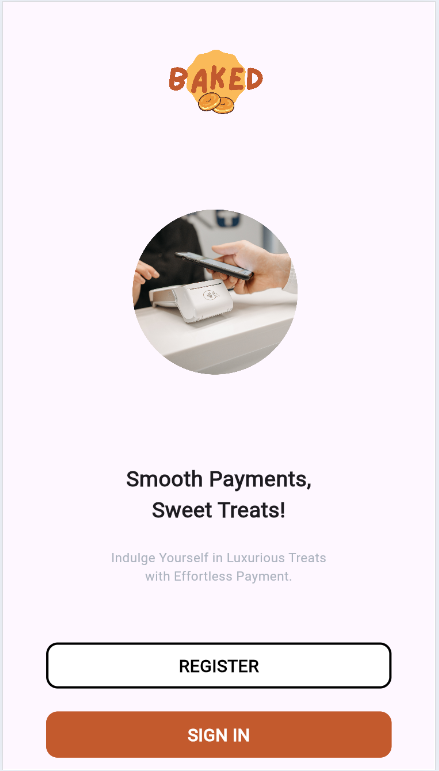 BAKED
Smooth Payments,
Sweet Treats!
Indulge Yourself in Luxurious Treats
with Effortless Payment.
REGISTER
SIGN IN